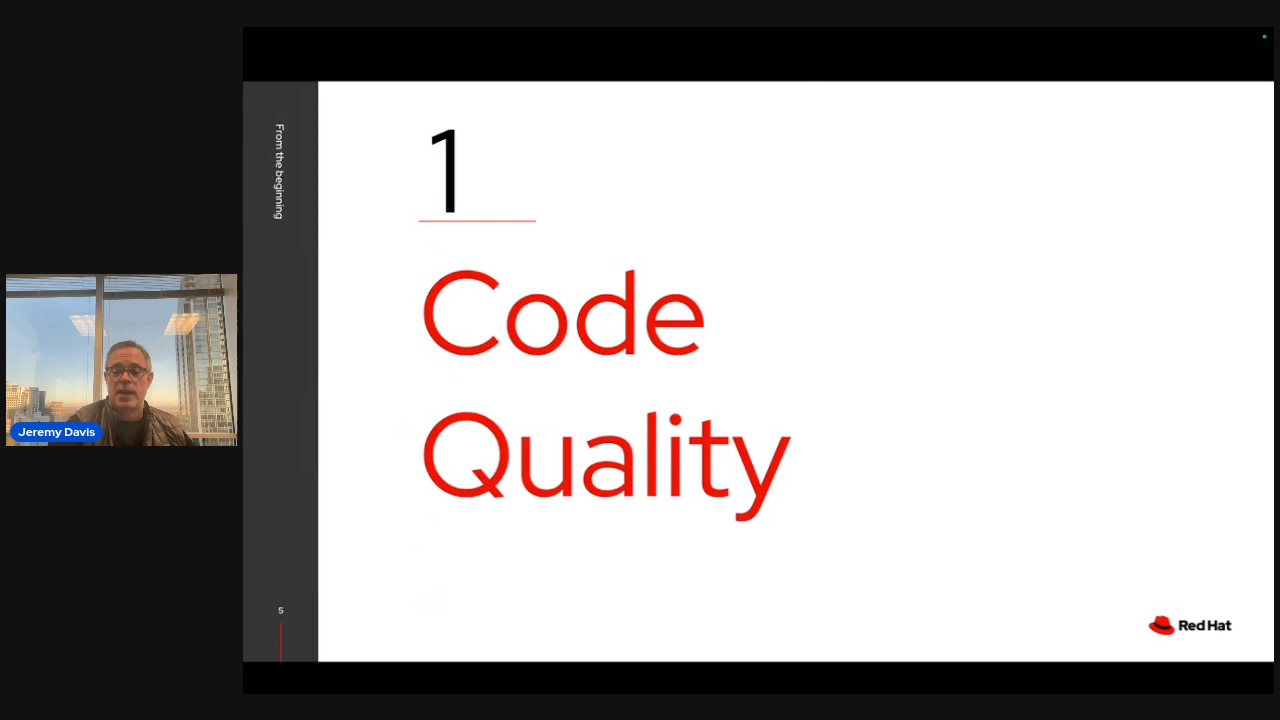 From the beginning
1
Code
Quality
Jeremy Davis
5
Red Hat